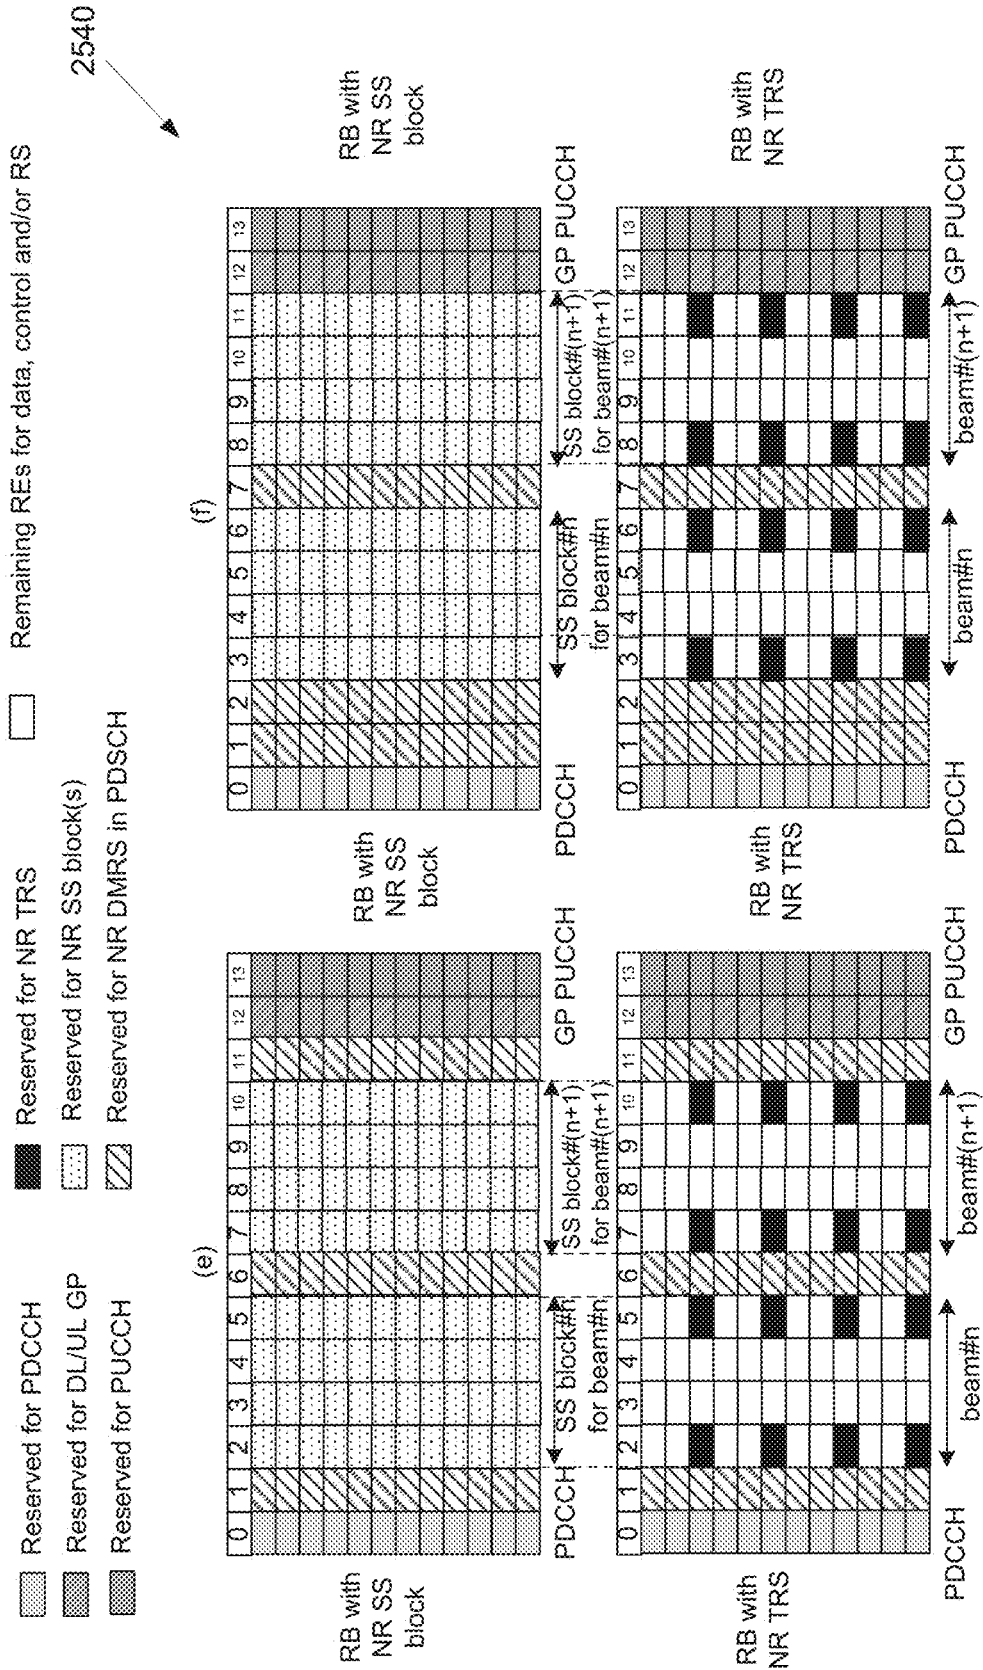 2540
Reserved for PDCCH
Reserved for DL/UL GP
Reserved for PUCCH
Reserved for NR TRS
Reserved for NR SS block(s)
Reserved for NR DMRS in PDSCH
Remaining REs for data, control and/or RS
(e)
RB with
NR SS
block
0 1 2 3 4 5 6 7 8 9 10 11 12 13
PDCCH
SS block#n
for beam#n
SS block#(n+1)
for beam#(n+1)
GP PUCCH
RB with
NR TRS
0 1 2 3 4 5 6 7 8 9 10 11 12 13
PDCCH
beam#n
beam#(n+1)
GP PUCCH
(f)
RB with
NR SS
block
0 1 2 3 4 5 6 7 8 9 10 11 12 13
RB with
NR SS
block
PDCCH
SS block#n
for beam#n
SS block#(n+1)
for beam#(n+1)
GP PUCCH
RB with
NR TRS
0 1 2 3 4 5 6 7 8 9 10 11 12 13
RB with
NR TRS
PDCCH
beam#n
beam#(n+1)
GP PUCCH